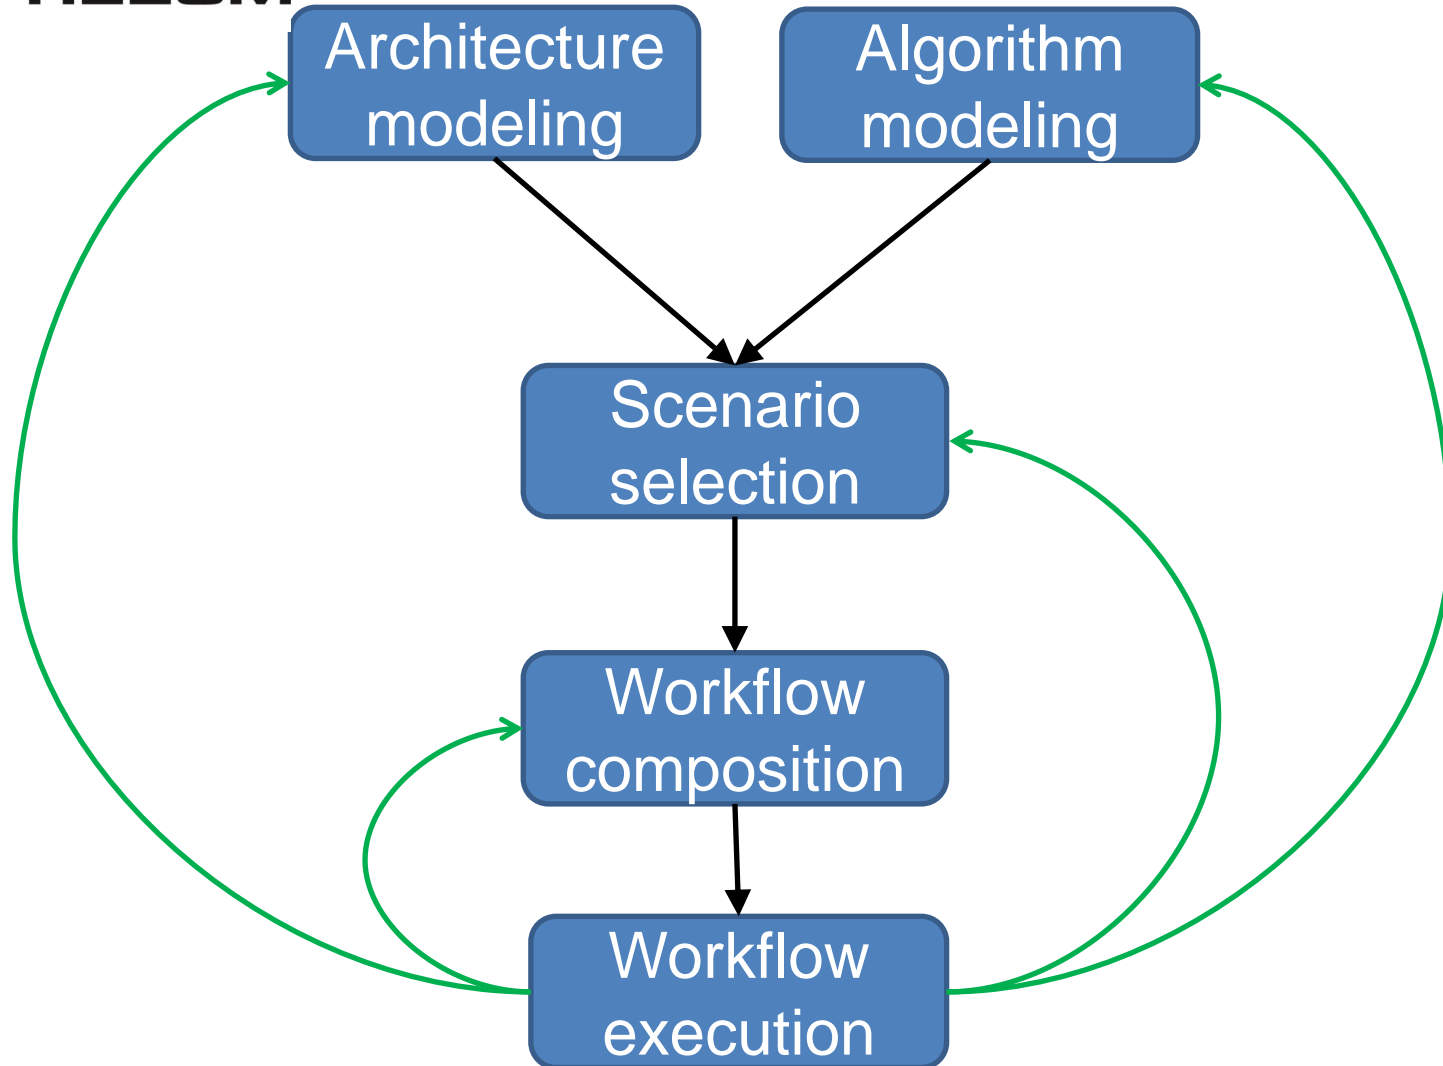 Architecture
modeling
Algorithm
modeling
Scenario
selection
Workflow
composition
Workflow
execution